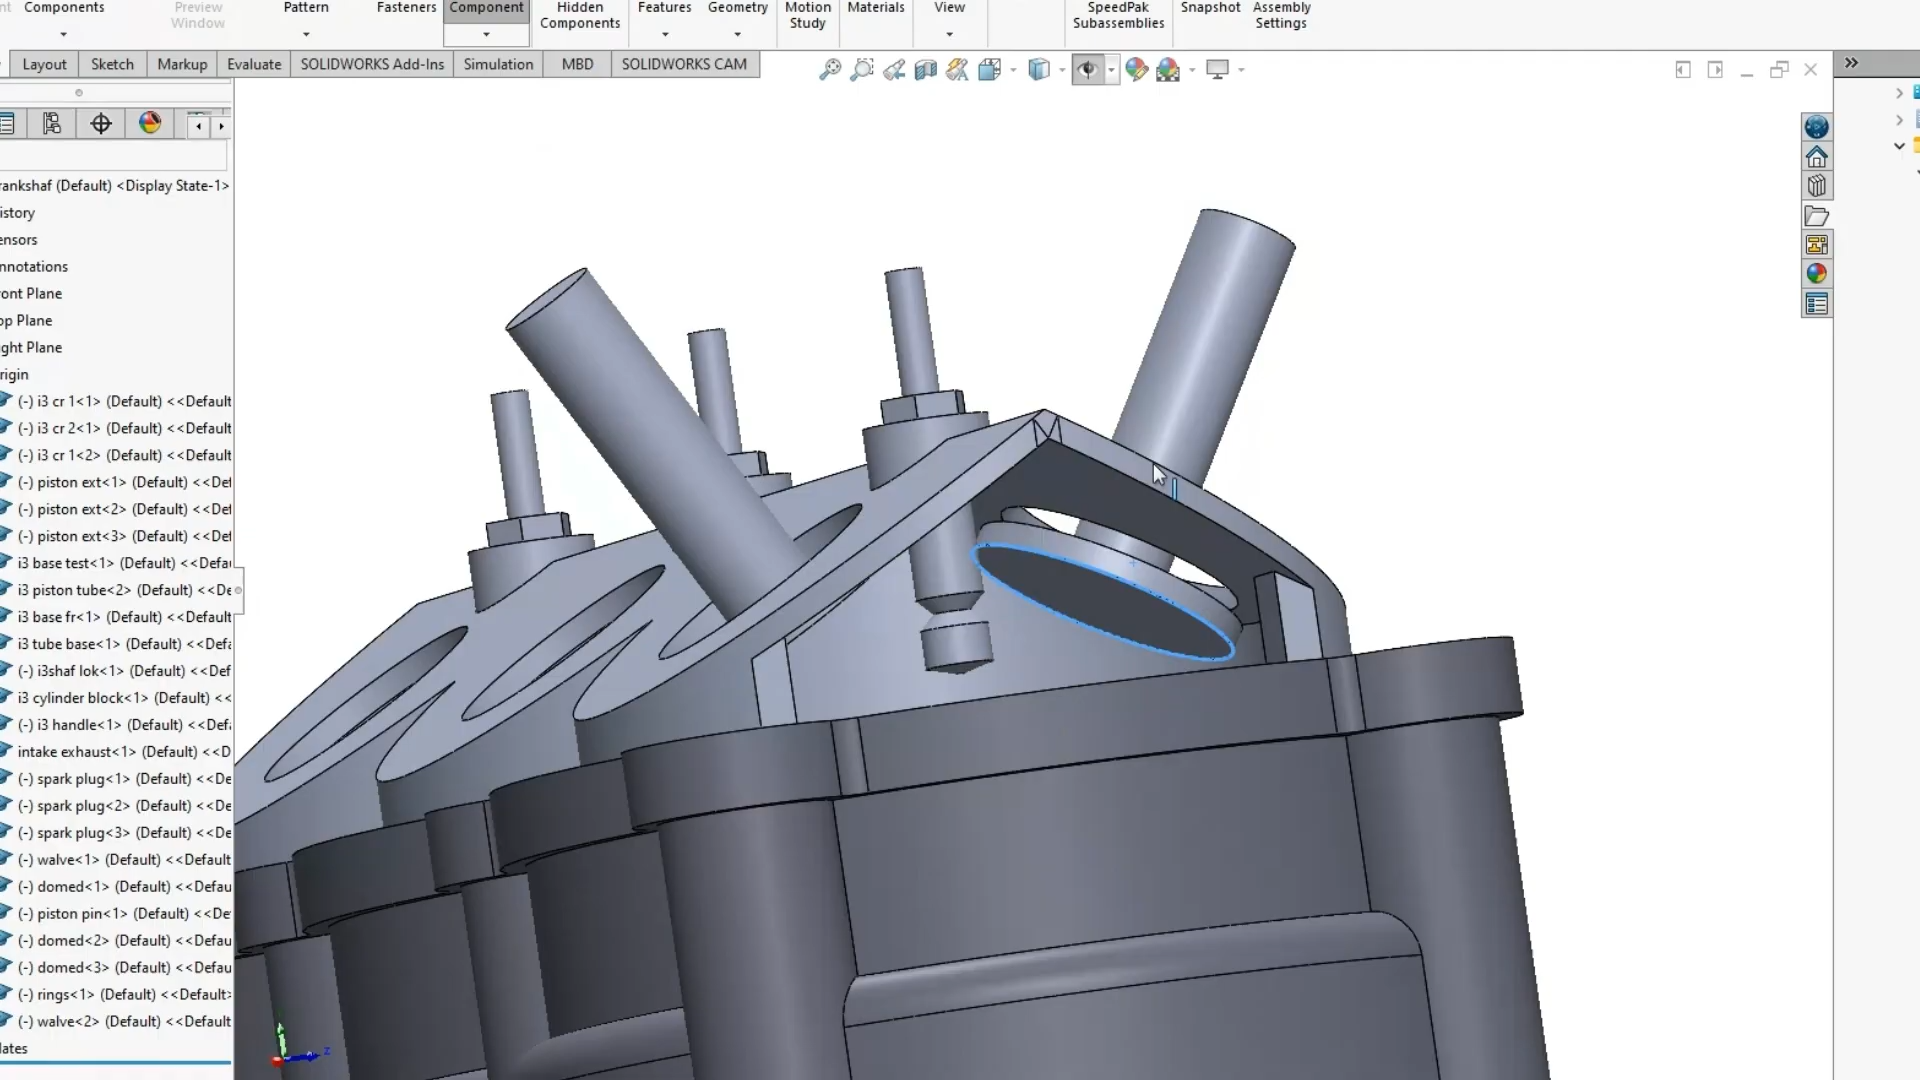 Components
Preview
Window
Pattern
Fasteners
Component
Hidden
Components
Features
Geometry
Motion
Study
Materials
View
SpeedPak
Subassemblies
Snapshot
Assembly
Settings
Layout
Sketch
Markup
Evaluate
SOLIDWORKS Add-Ins
Simulation
MBD
SOLIDWORKS CAM
rankshaf (Default) <Display State-1>
istory
ensors
nnotations
ront Plane
op Plane
ight Plane
rigin
(-) i3 cr 1<1> (Default) <<Default
(-) i3 cr 2<1> (Default) <<Default
(-) i3 cr 1<2> (Default) <<Default
(-) piston ext<1> (Default) <<Def
(-) piston ext<2> (Default) <<Def
(-) piston ext<3> (Default) <<Def
i3 base test<1> (Default) <<Defau
i3 piston tube<2> (Default) <<De
i3 base fr<1> (Default) <<Default
i3 tube base<1> (Default) <<Defa
(-) i3shaf lok<1> (Default) <<Def
i3 cylinder block<1> (Default) <<
(-) i3 handle<1> (Default) <<Defa
intake exhaust<1> (Default) <<D
(-) spark plug<1> (Default) <<De
(-) spark plug<2> (Default) <<De
(-) spark plug<3> (Default) <<De
(-) walve<1> (Default) <<Default
(-) domed<1> (Default) <<Defau
(-) piston pin<1> (Default) <<De
(-) domed<2> (Default) <<Defau
(-) domed<3> (Default) <<Defau
(-) rings<1> (Default) <<Default>
(-) walve<2> (Default) <<Default
lates
z